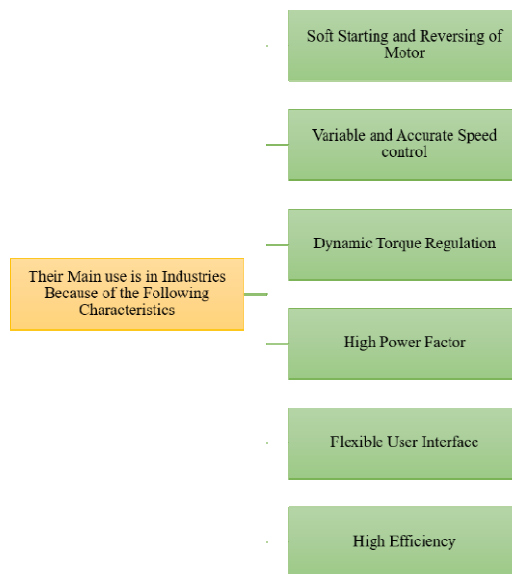 Soft Starting and Reversing of
Motor
Variable and Accurate Speed
control
Dynamic Torque Regulation
Their Main use is in Industries
Because of the Following
Characteristics
High Power Factor
Flexible User Interface
High Efficiency